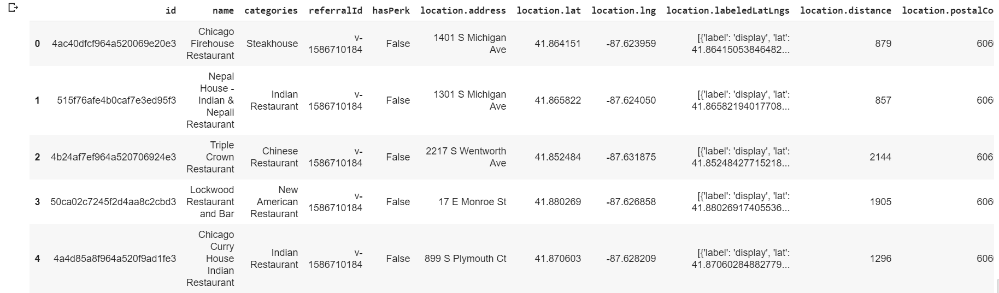 id name categories referralId hasPerk location.address location.lat location.lng location.labeledLatLngs location.distance location.postalCo
0 4ac40dfcf964a520069e20e3 Chicago Firehouse Restaurant Steakhouse v-1586710184 False 1401 S Michigan Ave 41.864151 -87.623959 [{'label': 'display', 'lat': 41.86415053846482... 879 606
1 515f76afe4b0caf7e3ed95f3 Nepal House - Indian & Nepali Restaurant Indian Restaurant v-1586710184 False 1301 S Michigan Ave 41.865822 -87.624050 [{'label': 'display', 'lat': 41.86582194017708... 857 606
2 4b24af7ef964a520706924e3 Triple Crown Restaurant Chinese Restaurant v-1586710184 False 2217 S Wentworth Ave 41.852484 -87.631875 [{'label': 'display', 'lat': 41.85248427715218... 2144 606
3 50ca02c7245f2d4aa8c2cbd3 Lockwood Restaurant and Bar New American Restaurant v-1586710184 False 17 E Monroe St 41.880269 -87.626858 [{'label': 'display', 'lat': 41.88026917405536... 1905 606
4 4a4d85a8f964a520f9ad1fe3 Chicago Curry House Indian Restaurant Indian Restaurant v-1586710184 False 899 S Plymouth Ct 41.870603 -87.628209 [{'label': 'display', 'lat': 41.87060284882779... 1296 606